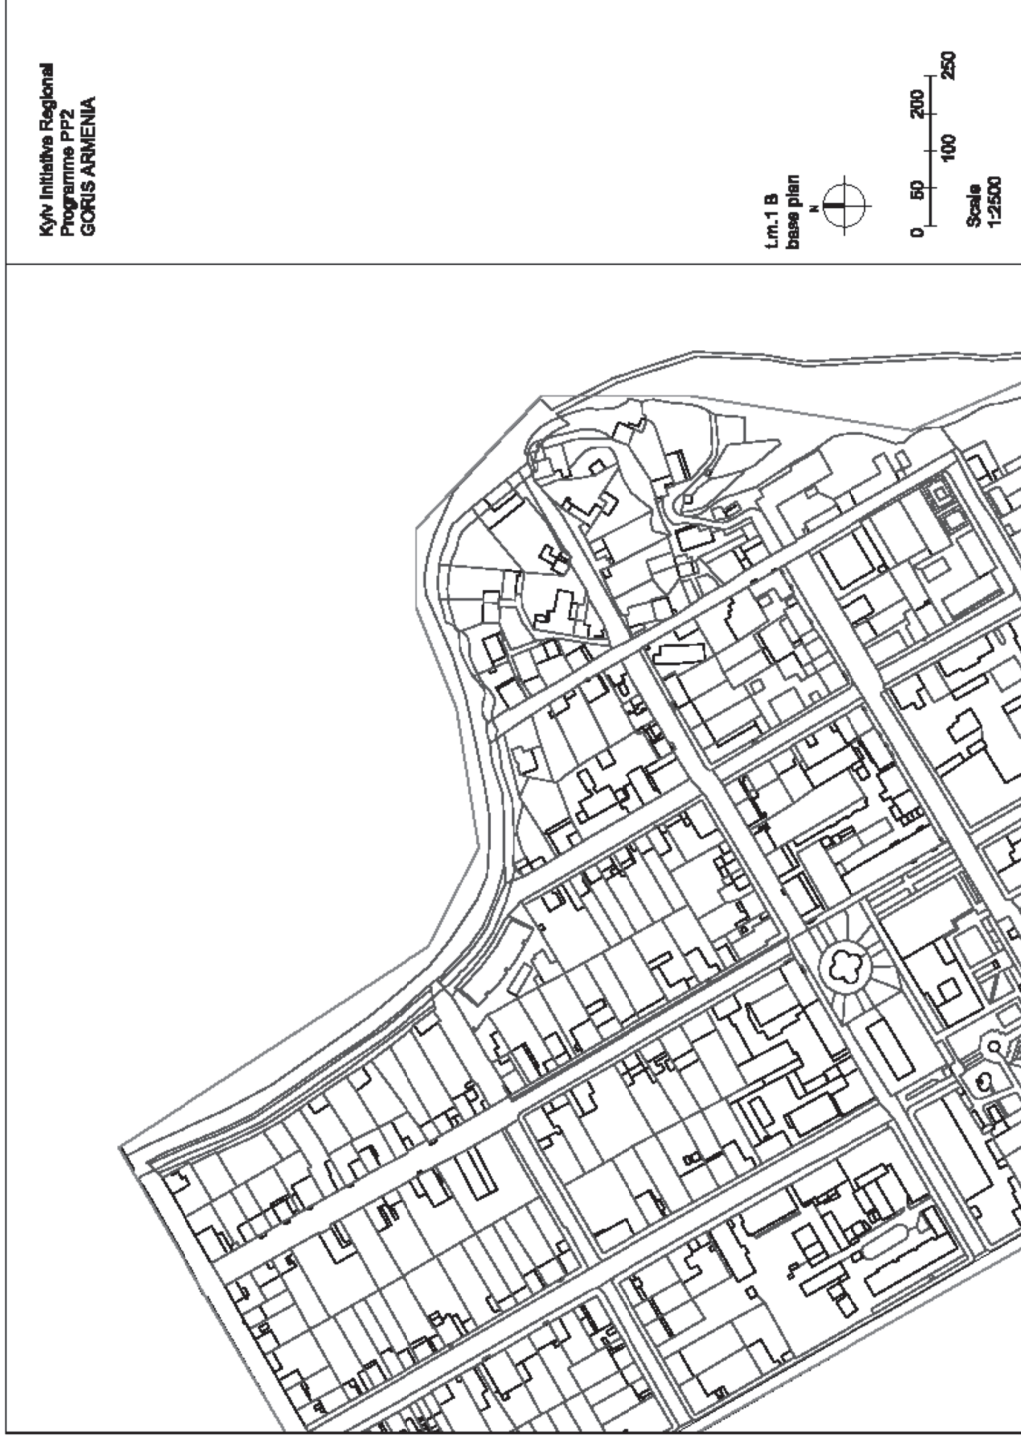 Kyiv Initiative Regional
Programme PP2
GORIS ARMENIA
t.m.1 B
base plan
N
0 50 100 200 250
Scale
1:2500